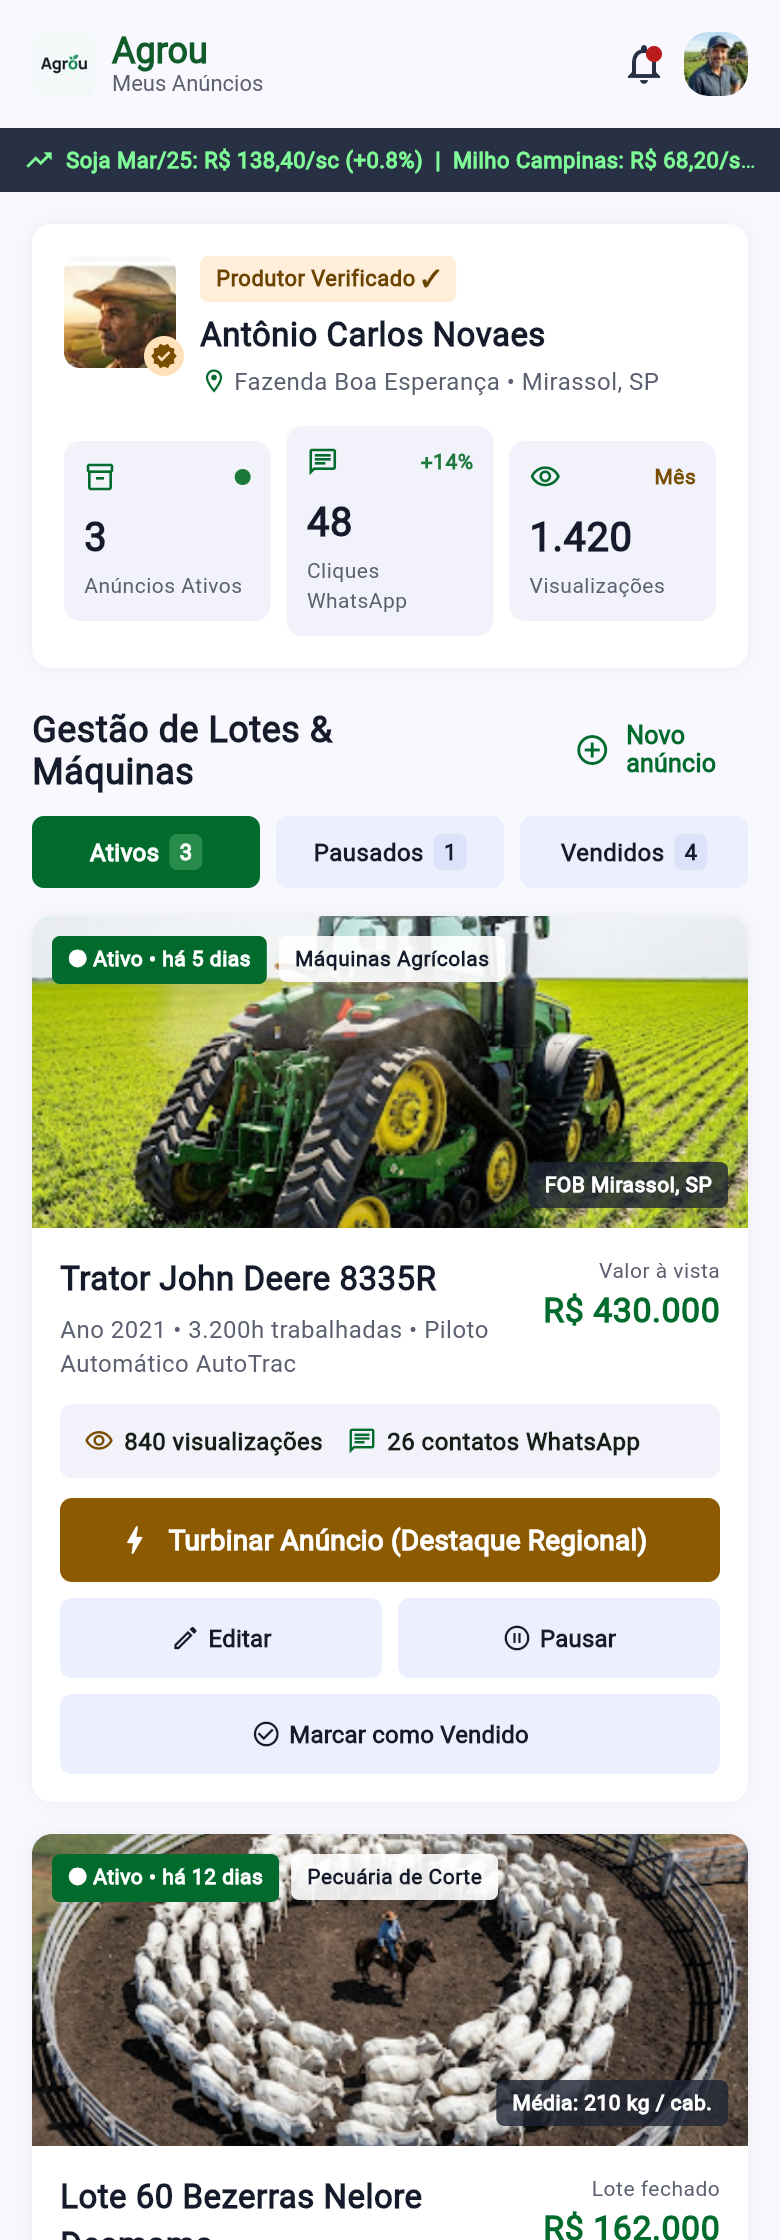 Agrou
Agrou
Meus Anúncios
Soja Mar/25: R$ 138,40/sc (+0.8%) | Milho Campinas: R$ 68,20/s...
Produtor Verificado ✓
Antônio Carlos Novaes
Fazenda Boa Esperança • Mirassol, SP
3
Anúncios Ativos
+14%
48
Cliques
WhatsApp
Mês
1.420
Visualizações
Gestão de Lotes &
Máquinas
Novo
anúncio
Ativos 3
Pausados 1
Vendidos 4
Ativo • há 5 dias
Máquinas Agrícolas
FOB Mirassol, SP
Trator John Deere 8335R
Valor à vista
R$ 430.000
Ano 2021 • 3.200h trabalhadas • Piloto
Automático AutoTrac
840 visualizações
26 contatos WhatsApp
Turbinar Anúncio (Destaque Regional)
Editar
Pausar
Marcar como Vendido
Ativo • há 12 dias
Pecuária de Corte
Média: 210 kg / cab.
Lote 60 Bezerras Nelore
Lote fechado
R$ 162.000